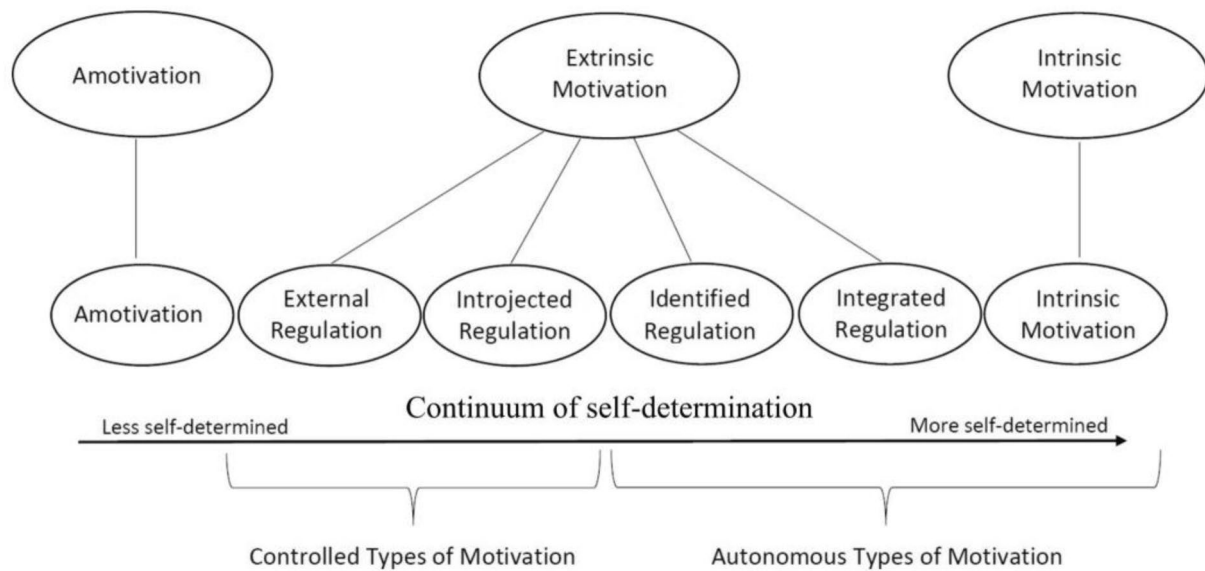 Amotivation
Extrinsic
Motivation
Intrinsic
Motivation
Amotivation
External
Regulation
Introjected
Regulation
Identified
Regulation
Integrated
Regulation
Intrinsic
Motivation
Continuum of self-determination
Less self-determined
More self-determined
Controlled Types of Motivation
Autonomous Types of Motivation